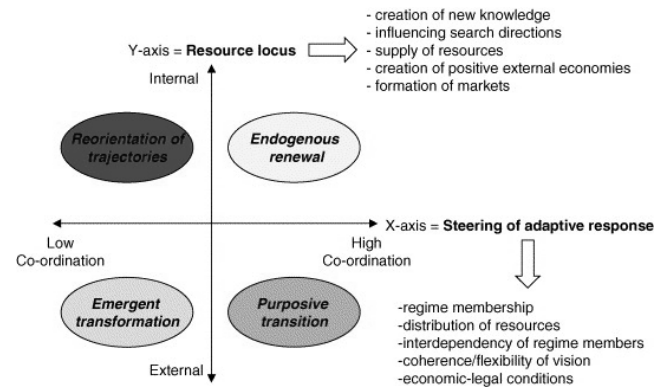 - creation of new knowledge
- influencing search directions
- supply of resources
- creation of positive external economies
- formation of markets
Y-axis = Resource locus
Internal
Reorientation of
trajectories
Endogenous
renewal
X-axis = Steering of adaptive response
Low
Co-ordination
High
Co-ordination
Emergent
transformation
Purposive
transition
External
-regime membership
-distribution of resources
-interdependency of regime members
-coherence/flexibility of vision
-economic-legal conditions